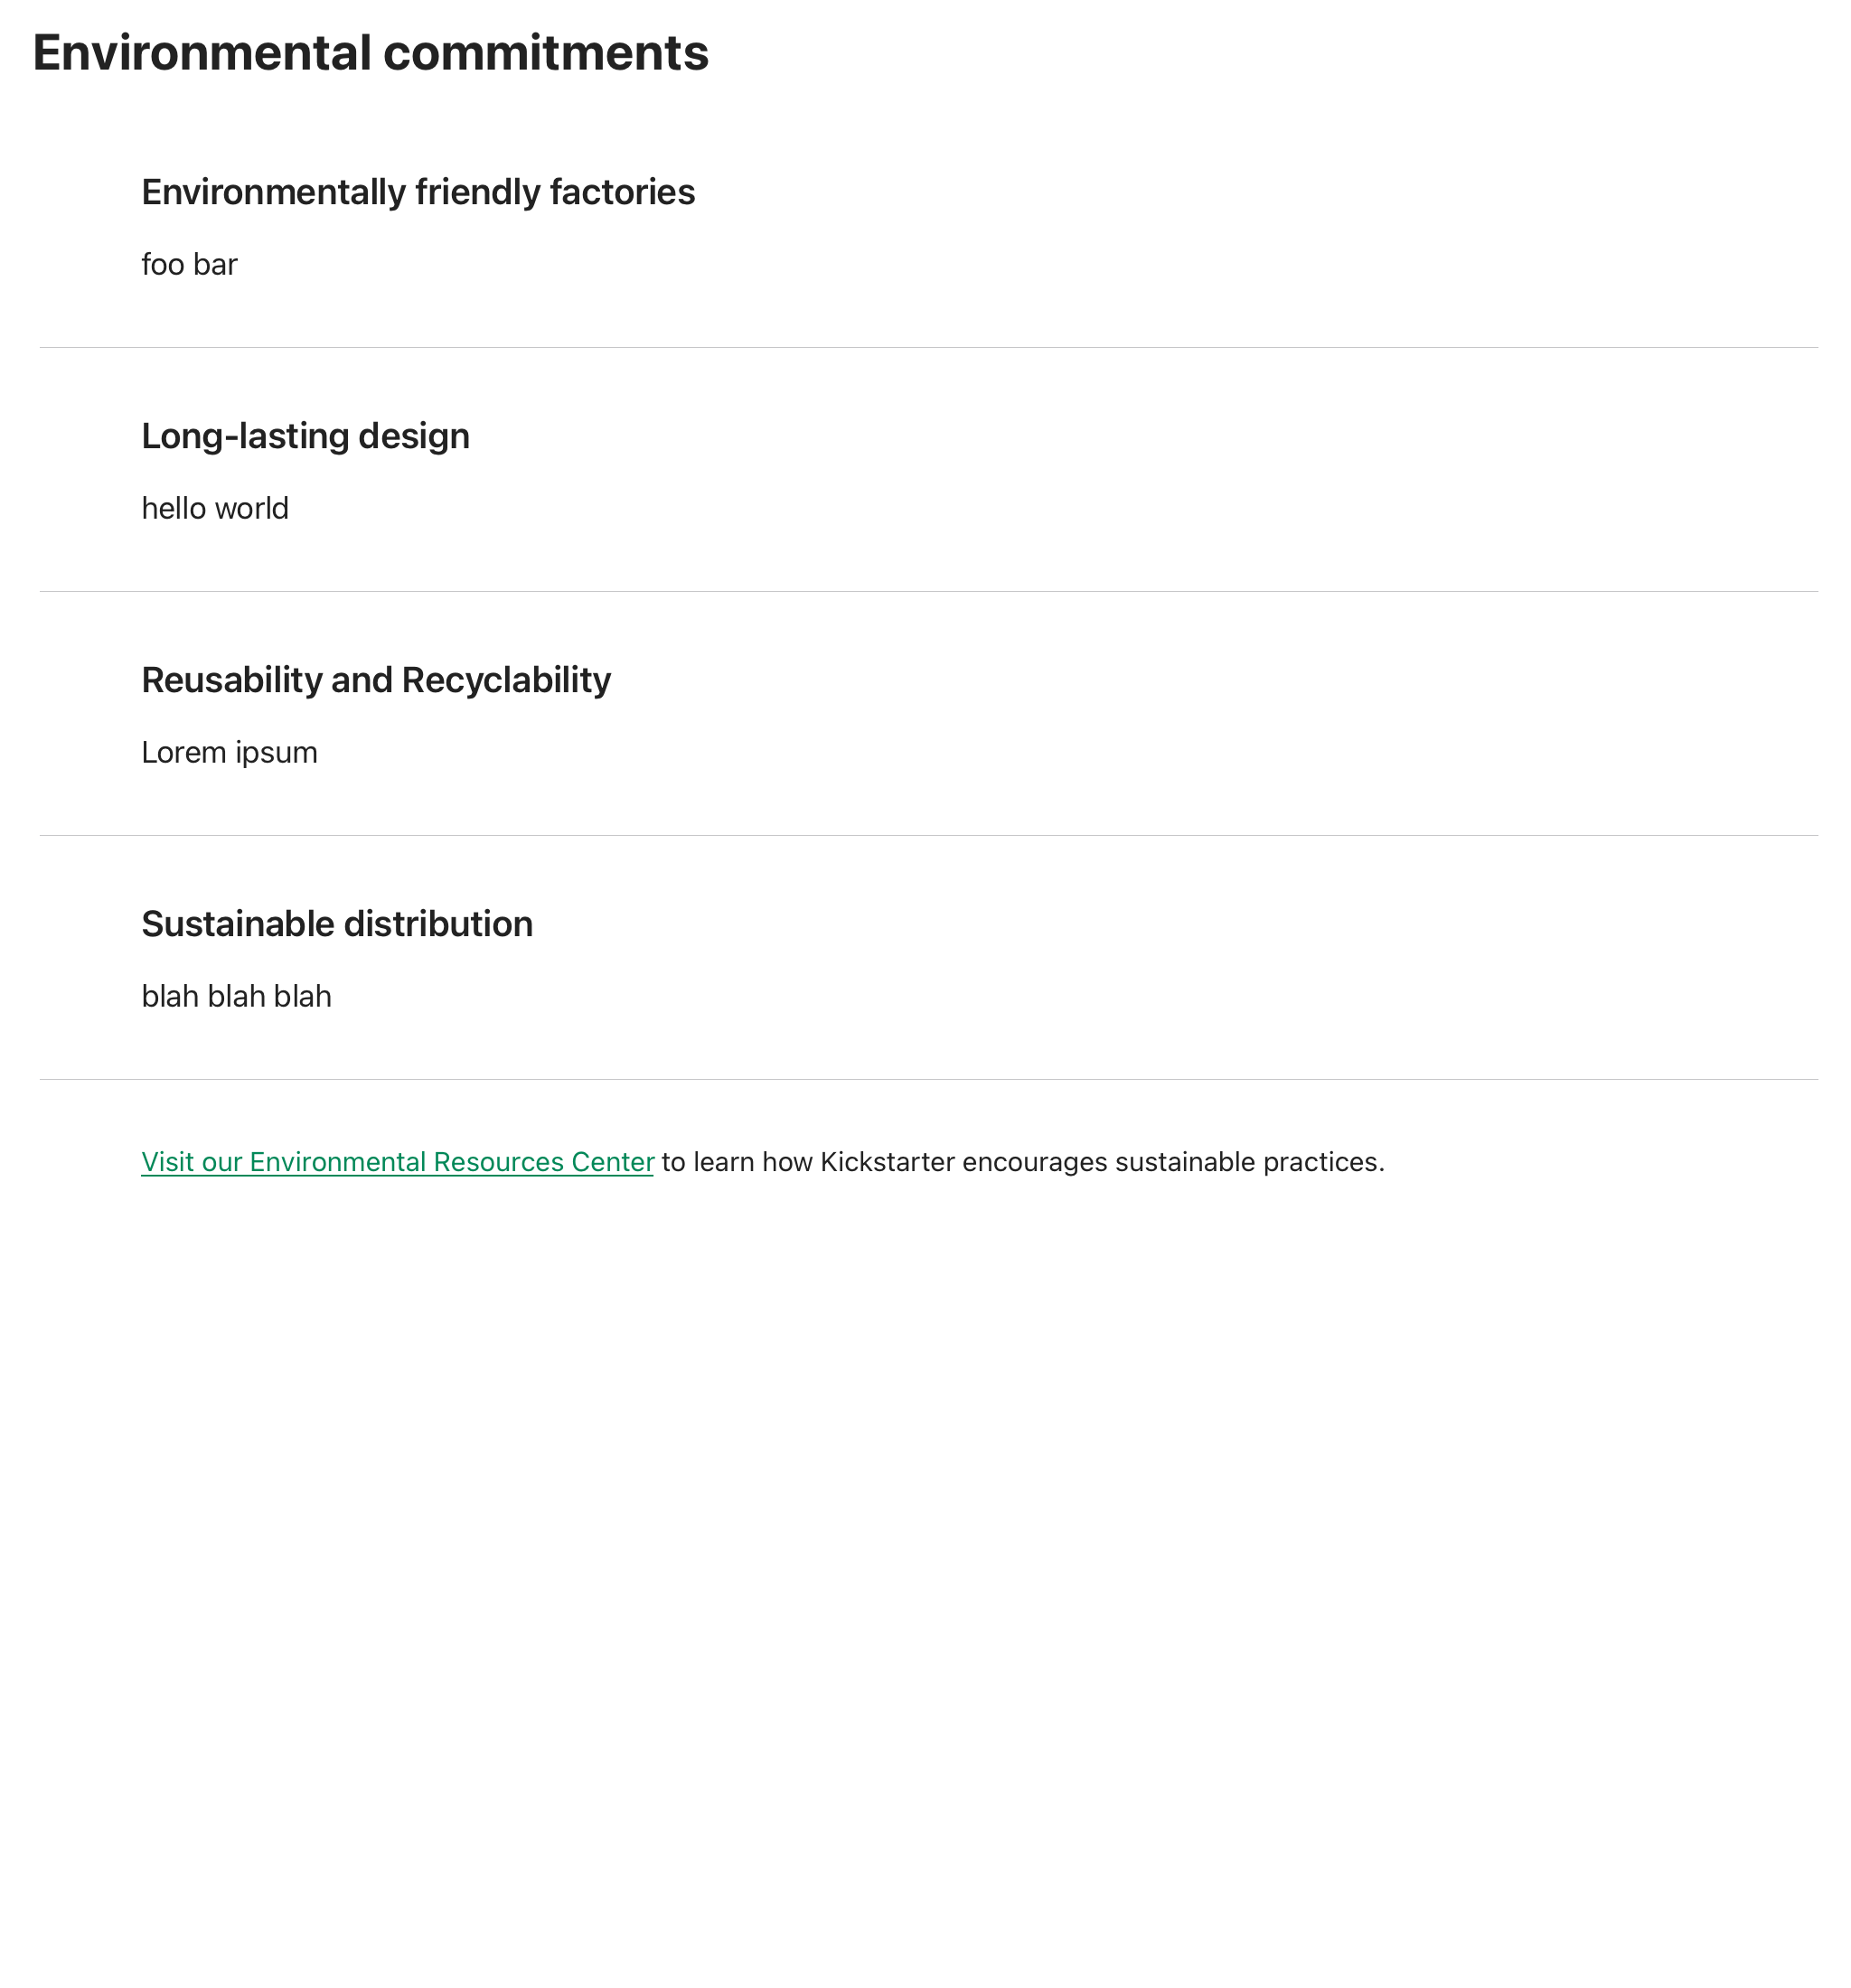 Environmental commitments
Environmentally friendly factories
foo bar
Long-lasting design
hello world
Reusability and Recyclability
Lorem ipsum
Sustainable distribution
blah blah blah
Visit our Environmental Resources Center to learn how Kickstarter encourages sustainable practices.